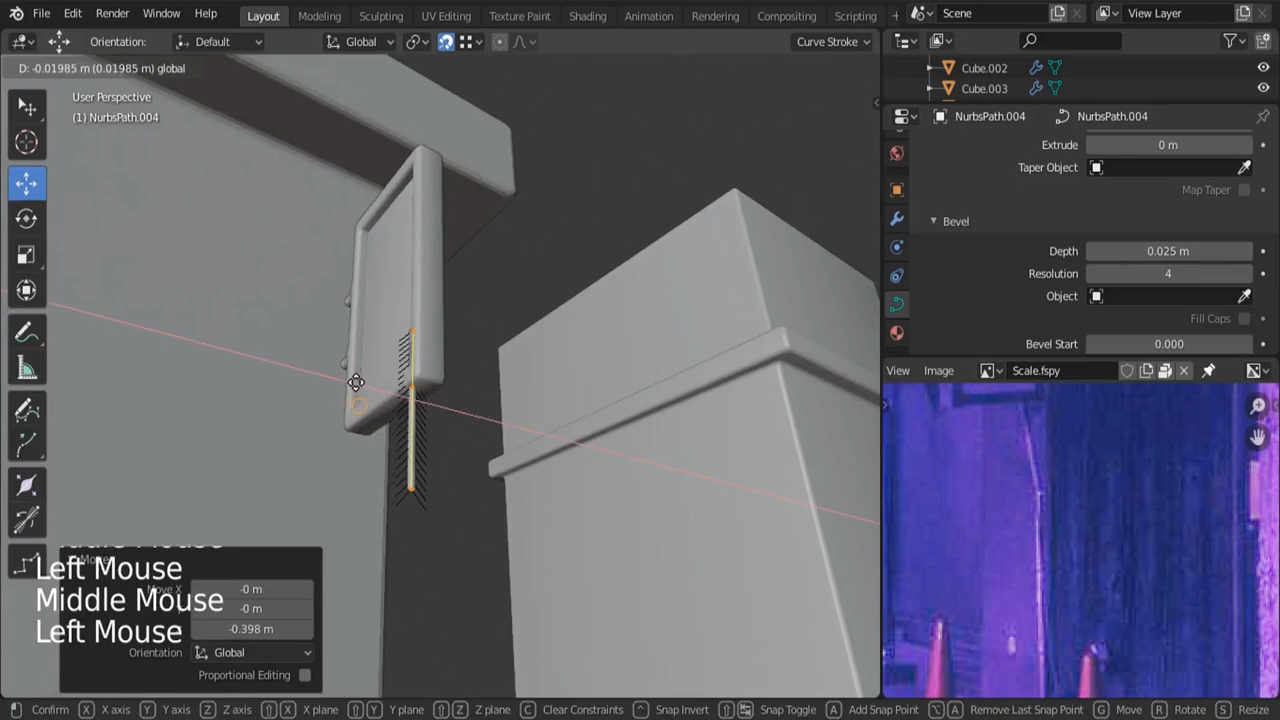 File Edit Render Window Help Layout Modeling Sculpting UV Editing Texture Paint Shading Animation Rendering Compositing Scripting + Scene View Layer
Orientation: Default Global Curve Stroke
D: -0.01985 m (0.01985 m) global
User Perspective
(1) NurbsPath.004
Cube.002
Cube.003
NurbsPath.004 NurbsPath.004
Extrude 0 m
Taper Object
Map Taper
Bevel
Depth 0.025 m
Resolution 4
Object
Fill Caps
Bevel Start 0.000
View Image Scale.fspy
Middle Mouse
Left Mouse
Middle Mouse
Left Mouse
Move
Move X -0 m
-0 m
-0.398 m
Orientation Global
Proportional Editing
Confirm X X axis Y Y axis Z Z axis X X plane Y Y plane Z Z plane C Clear Constraints ^ Snap Invert Snap Toggle A Add Snap Point A Remove Last Snap Point G Move R Rotate S Resize